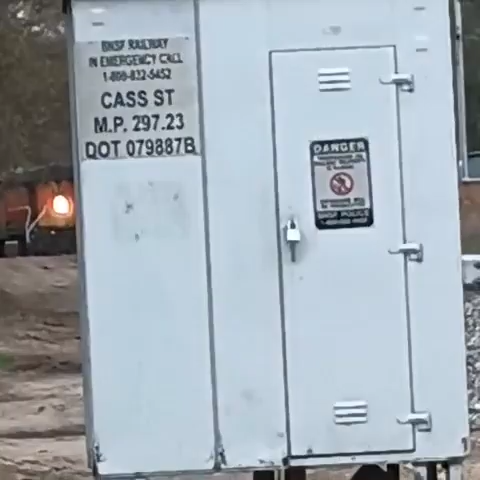 BNSF RAILWAY
IN EMERGENCY CALL
1-800-832-5452
CASS ST
M.P. 297.23
DOT 079887B
DANGER
BNSF POLICE